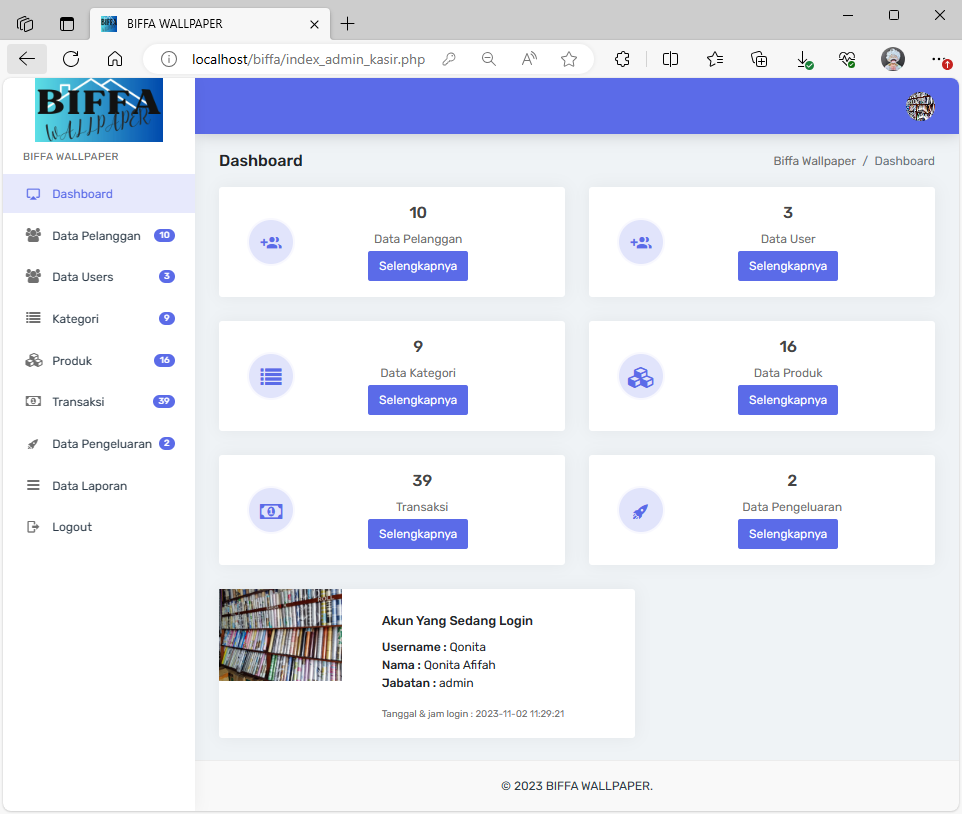 BIFFA WALLPAPER
localhost/biffa/index_admin_kasir.php
BIFFA
WALLPAPER
BIFFA WALLPAPER
Dashboard
Data Pelanggan 10
Data Users 3
Kategori 9
Produk 16
Transaksi 39
Data Pengeluaran 2
Data Laporan
Logout
Dashboard
Biffa Wallpaper / Dashboard
10
Data Pelanggan
Selengkapnya
3
Data User
Selengkapnya
9
Data Kategori
Selengkapnya
16
Data Produk
Selengkapnya
39
Transaksi
Selengkapnya
2
Data Pengeluaran
Selengkapnya
Akun Yang Sedang Login
Username : Qonita
Nama : Qonita Afifah
Jabatan : admin
Tanggal & jam login : 2023-11-02 11:29:21
© 2023 BIFFA WALLPAPER.